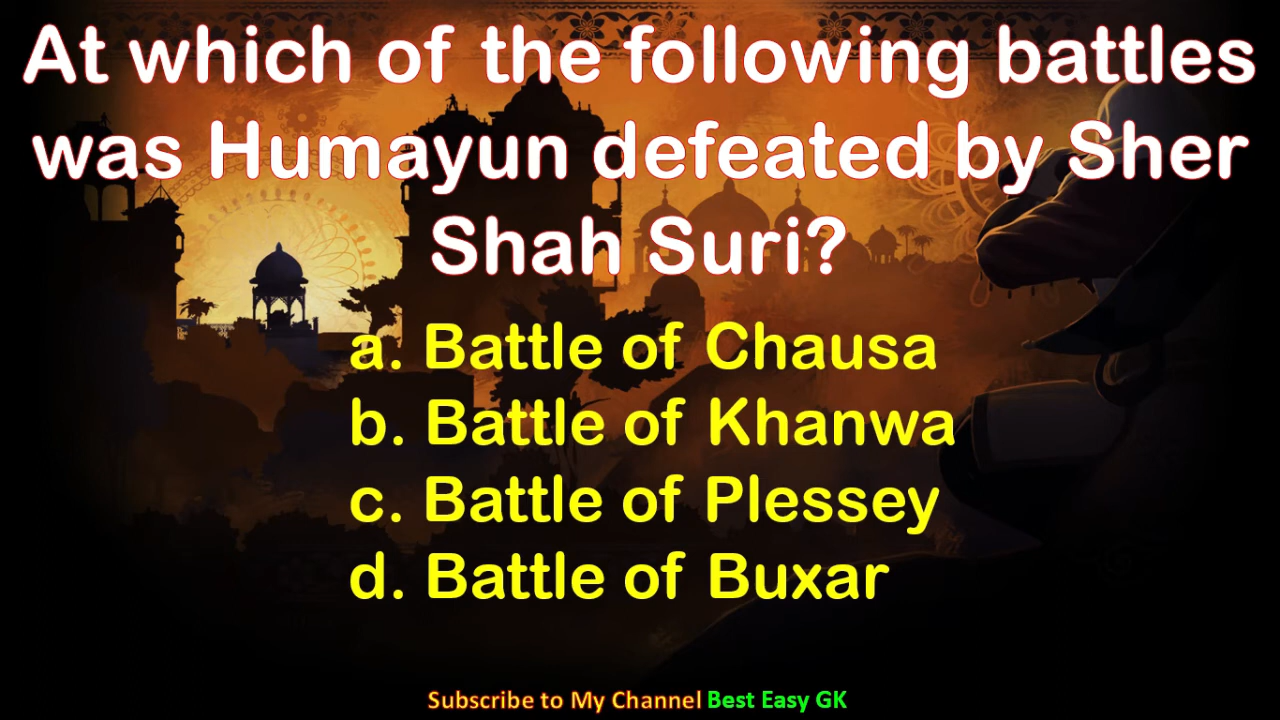 At which of the following battles
was Humayun defeated by Sher
Shah Suri?
a. Battle of Chausa
b. Battle of Khanwa
c. Battle of Plessey
d. Battle of Buxar
Subscribe to My Channel Best Easy GK